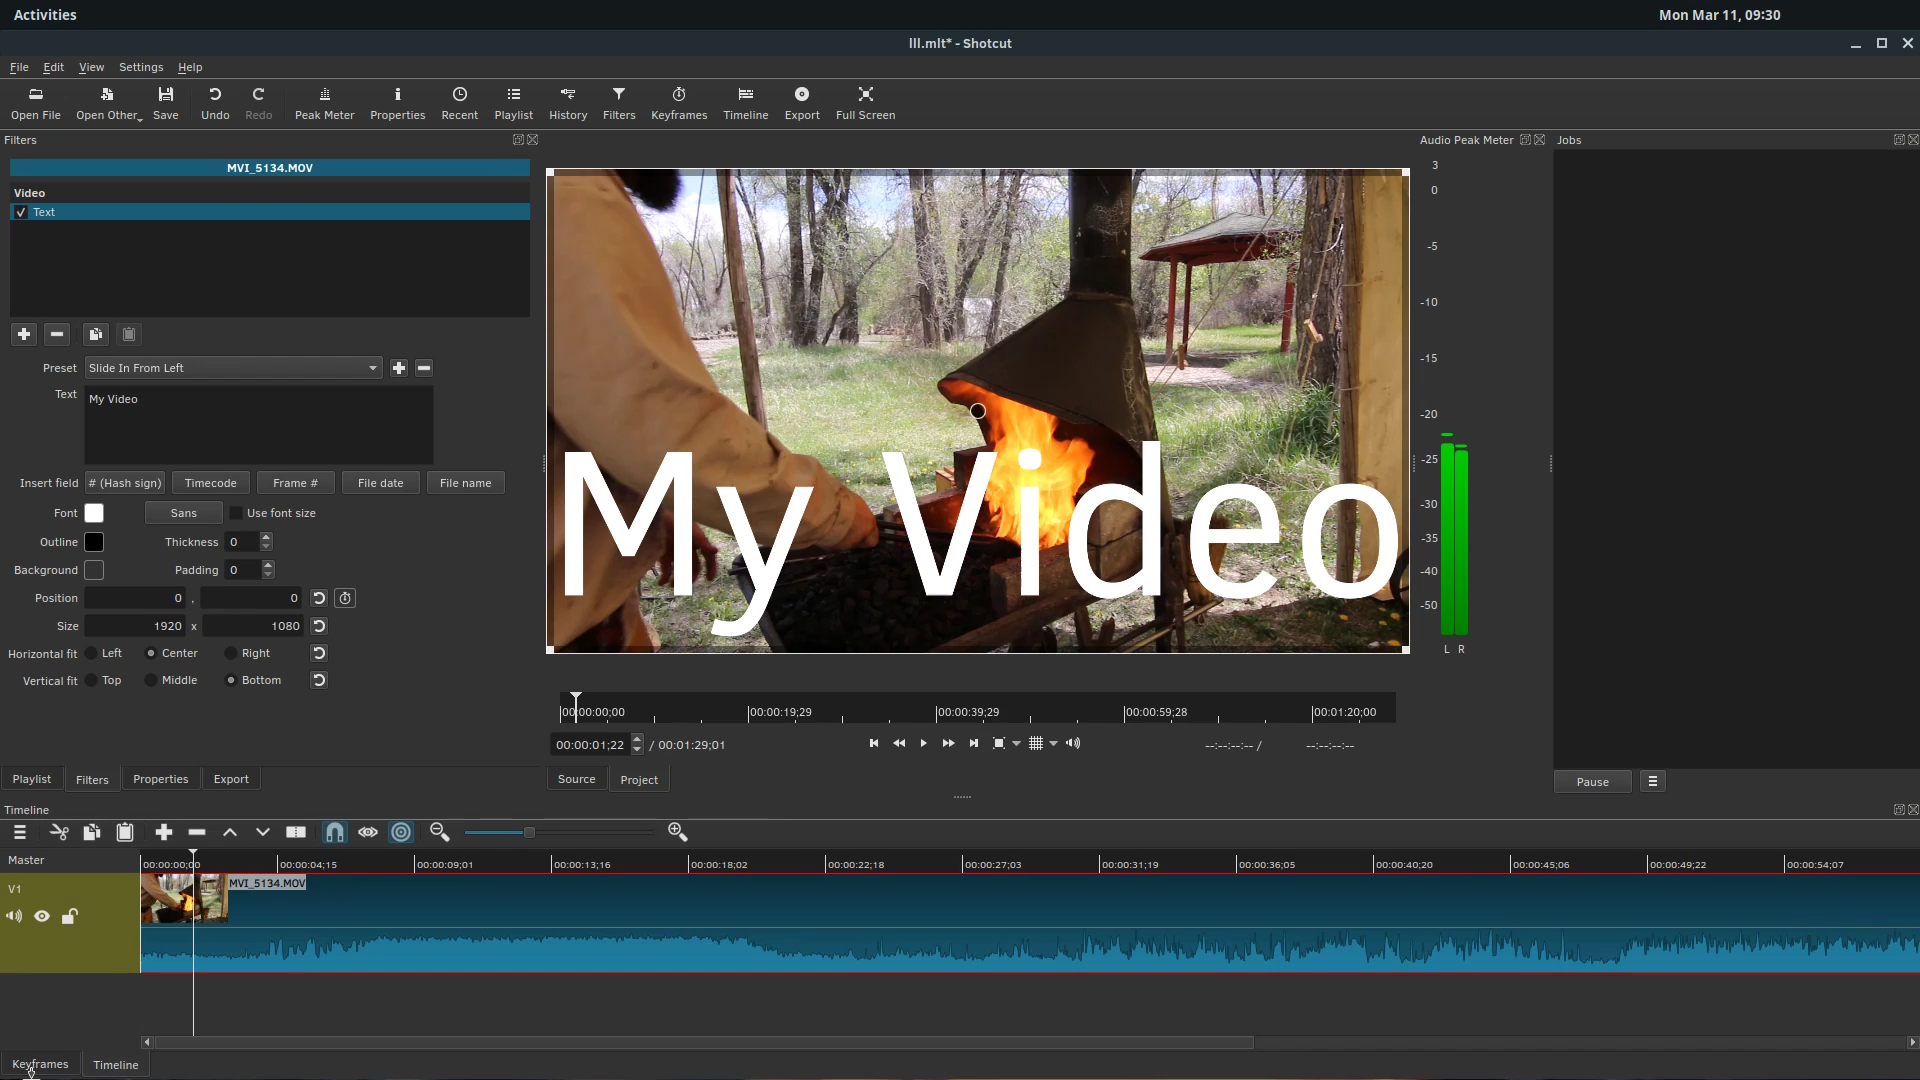 Activities
Mon Mar 11, 09:30
lll.mlt* - Shotcut
File Edit View Settings Help
Open File Open Other Save Undo Redo Peak Meter Properties Recent Playlist History Filters Keyframes Timeline Export Full Screen
Filters
MVI_5134.MOV
Video
Text
Preset Slide In From Left
Text My Video
Insert field # (Hash sign) Timecode Frame # File date File name
Font Sans Use font size
Outline Thickness 0
Background Padding 0
Position 0 , 0
Size 1920 x 1080
Horizontal fit Left Center Right
Vertical fit Top Middle Bottom
Playlist Filters Properties Export
My Video
00:00:00;00 00:00:19;29 00:00:39;29 00:00:59;28 00:01:20;00
00:00:01;22 / 00:01:29;01 --:--:--:-- / --:--:--:--
Source Project
Audio Peak Meter
3
0
-5
-10
-15
-20
-25
-30
-35
-40
-50
L R
Jobs
Pause
Timeline
Master
00:00:00;00 00:00:04;15 00:00:09;01 00:00:13;16 00:00:18;02 00:00:22;18 00:00:27;03 00:00:31;19 00:00:36;05 00:00:40;20 00:00:45;06 00:00:49;22 00:00:54;07
V1
MVI_5134.MOV
Keyframes Timeline